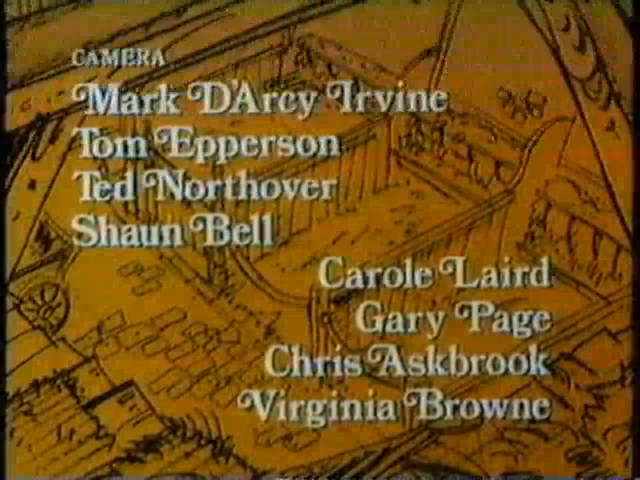 CAMERA
Mark D'Arcy Irvine
Tom Epperson
Ted Northover
Shaun Bell
Carole Laird
Gary Page
Chris Askbrook
Virginia Browne